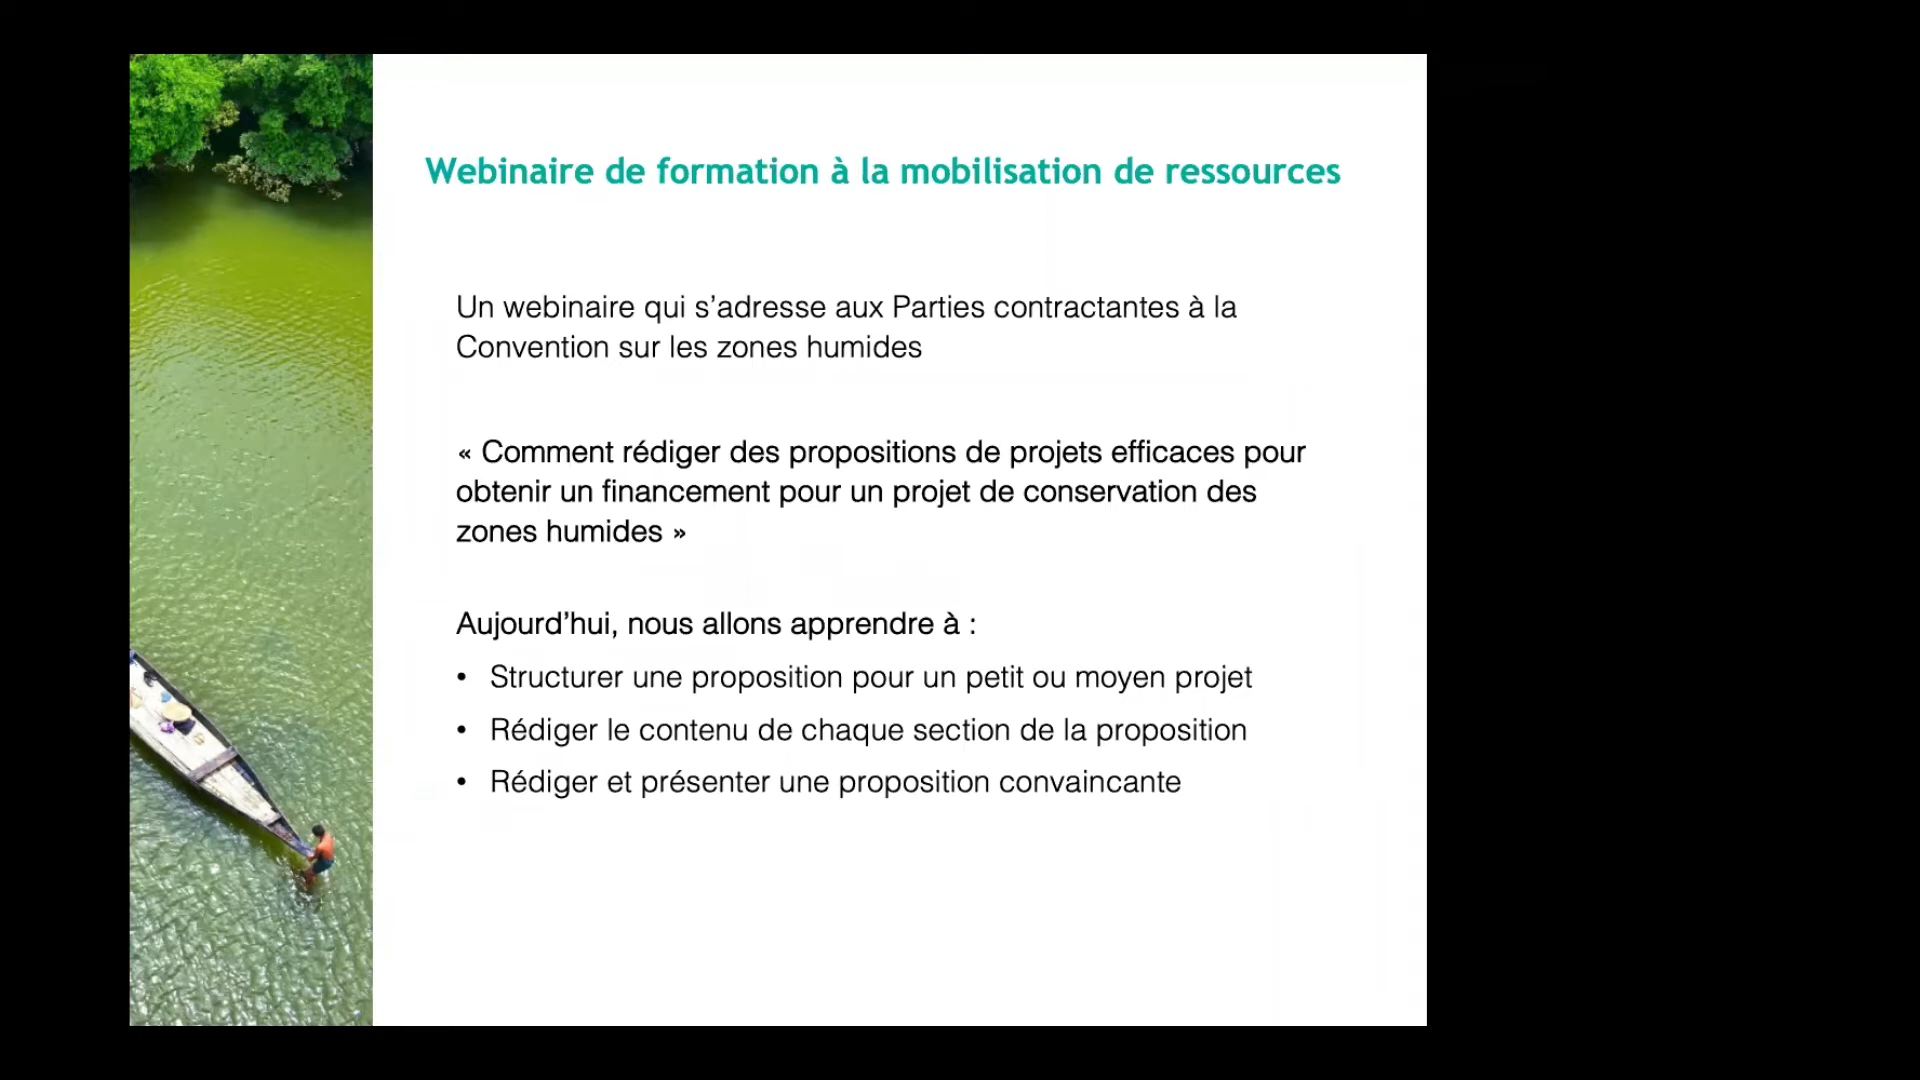 Webinaire de formation à la mobilisation de ressources
Un webinaire qui s’adresse aux Parties contractantes à la
Convention sur les zones humides
« Comment rédiger des propositions de projets efficaces pour
obtenir un financement pour un projet de conservation des
zones humides »
Aujourd’hui, nous allons apprendre à :
• Structurer une proposition pour un petit ou moyen projet
• Rédiger le contenu de chaque section de la proposition
• Rédiger et présenter une proposition convaincante